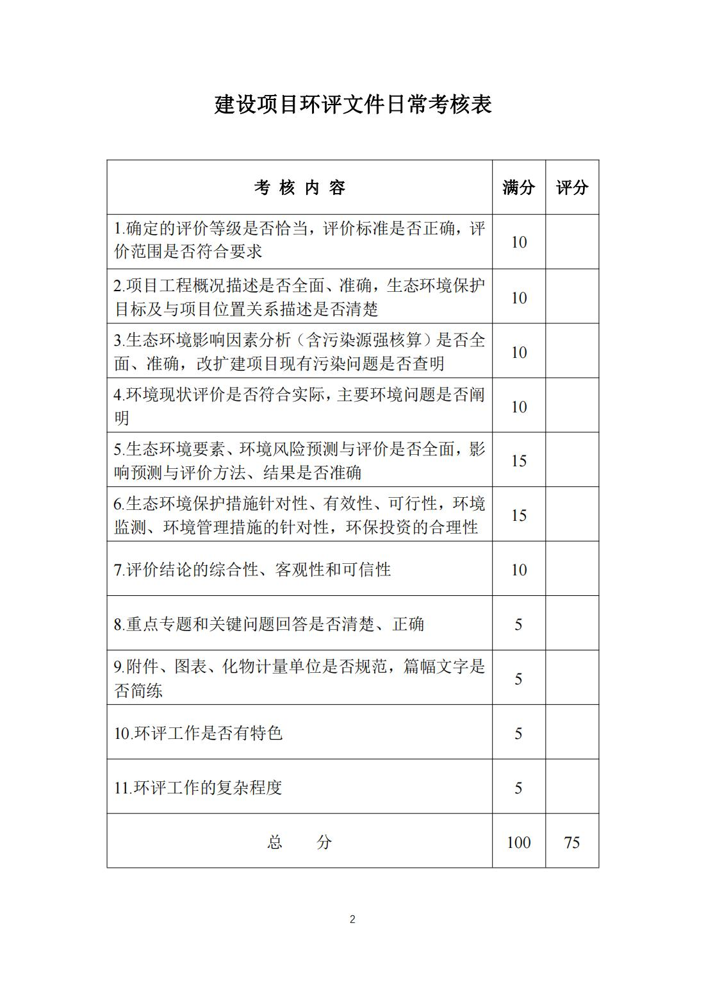 建设项目环评文件日常考核表
考 核 内 容 满分 评分
1.确定的评价等级是否恰当，评价标准是否正确，评
价范围是否符合要求
10
2.项目工程概况描述是否全面、准确，生态环境保护
目标及与项目位置关系描述是否清楚
10
3.生态环境影响因素分析（含污染源强核算）是否全
面、准确，改扩建项目现有污染问题是否查明
10
4.环境现状评价是否符合实际，主要环境问题是否阐
明
10
5.生态环境要素、环境风险预测与评价是否全面，影
响预测与评价方法、结果是否准确
15
6.生态环境保护措施针对性、有效性、可行性，环境
监测、环境管理措施的针对性，环保投资的合理性
15
7.评价结论的综合性、客观性和可信性 10
8.重点专题和关键问题回答是否清楚、正确 5
9.附件、图表、化物计量单位是否规范，篇幅文字是
否简练
5
10.环评工作是否有特色 5
11.环评工作的复杂程度 5
总 分 100 75
2